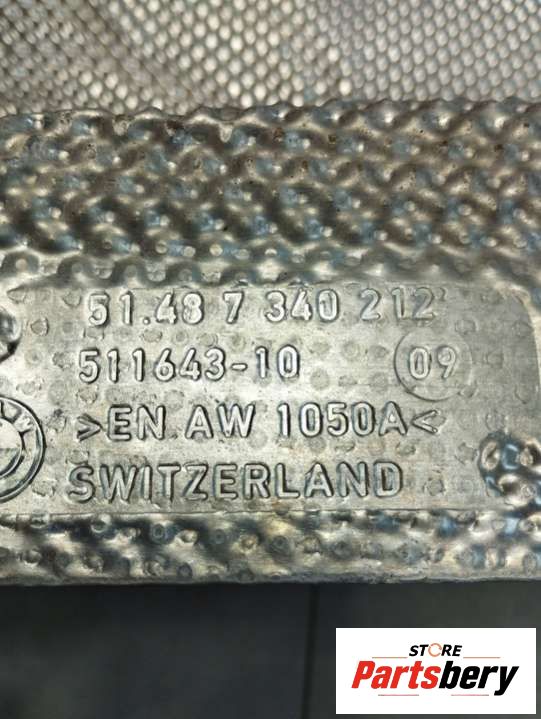 51.48 7 340 212
511643-10 09
>EN AW 1050A<
SWITZERLAND
STORE
Partsbery